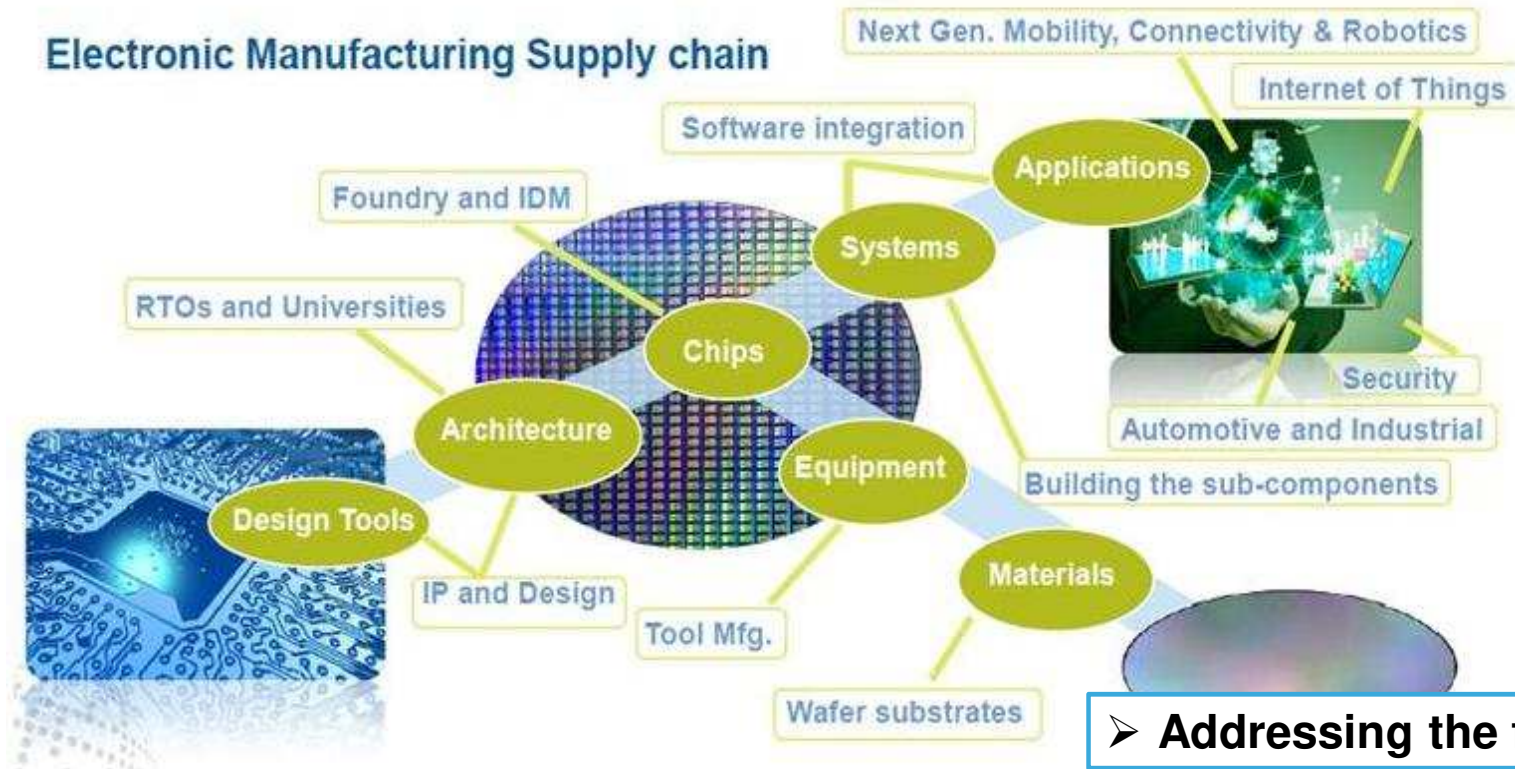 Electronic Manufacturing Supply chain
Next Gen. Mobility, Connectivity & Robotics
Internet of Things
Software integration
Applications
Foundry and IDM
Systems
RTOs and Universities
Chips
Security
Architecture
Automotive and Industrial
Equipment
Building the sub-components
Design Tools
Materials
IP and Design
Tool Mfg.
Wafer substrates
➢ Addressing the